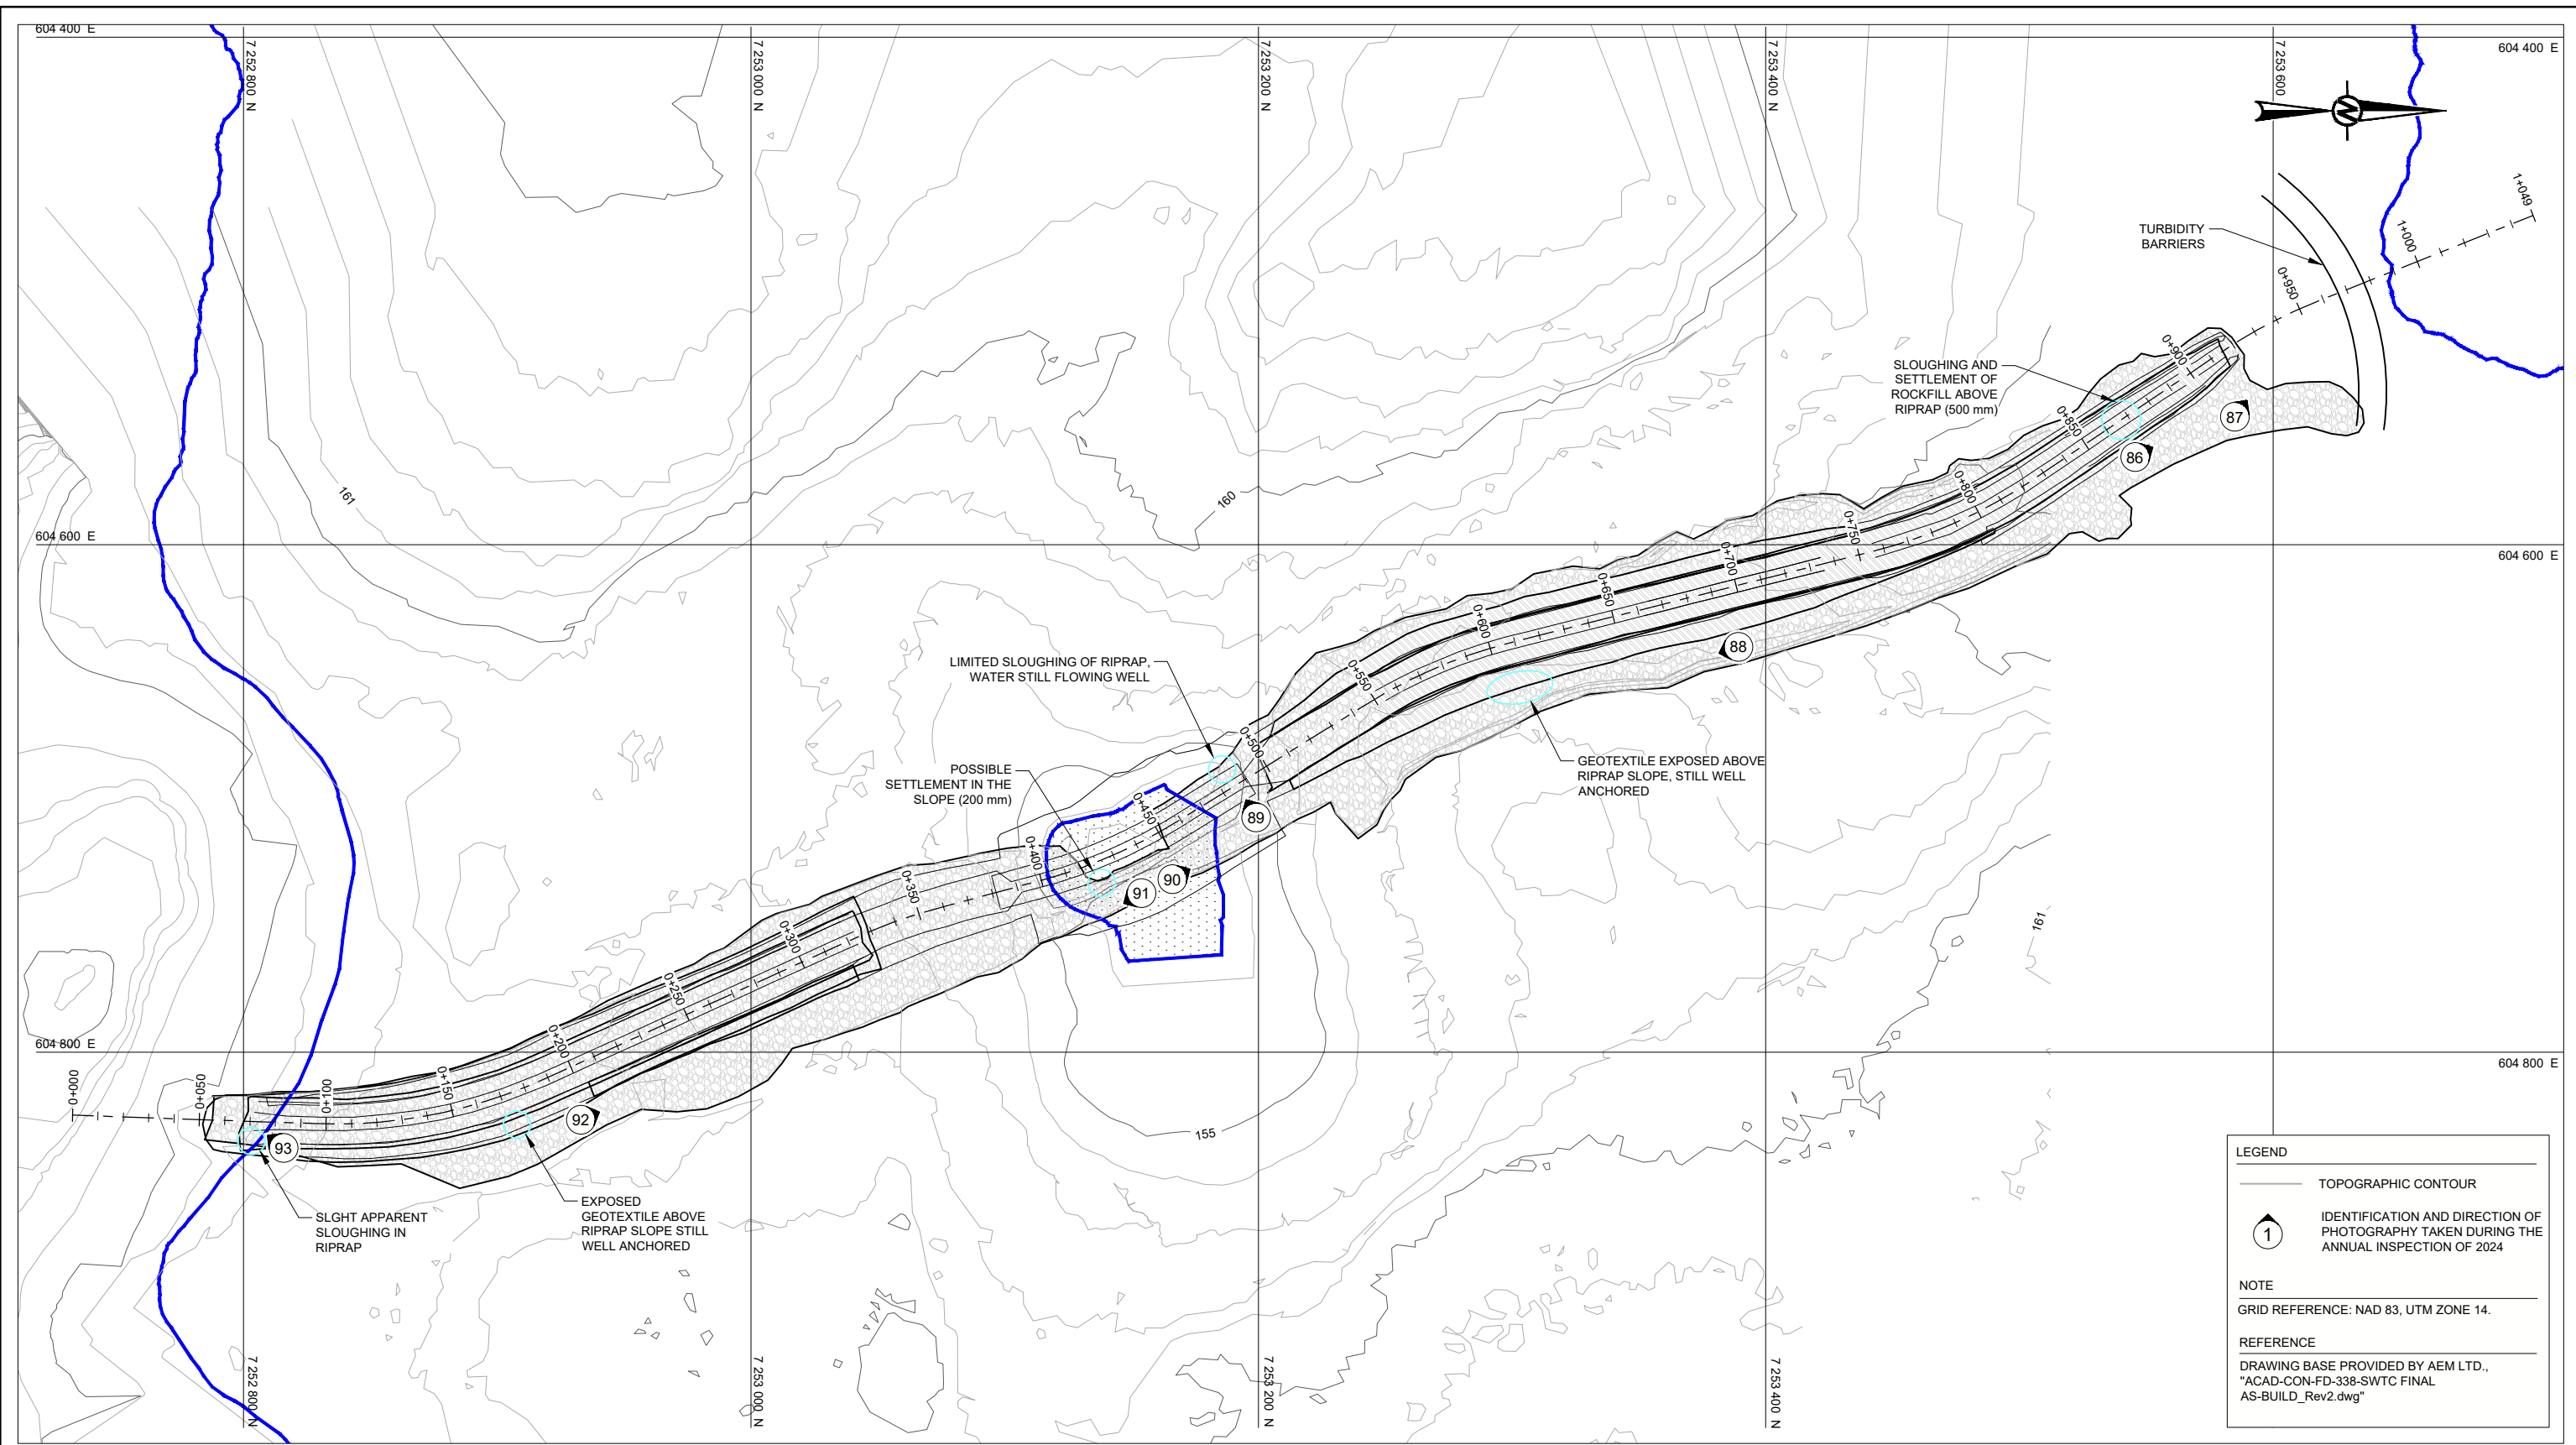 604 400  E
7 252 800  N
7 253 000  N
7 253 200  N
7 253 400  N
7 253 600
604 400  E
N
1+049
1+000
0+950
TURBIDITY
BARRIERS
SLOUGHING AND
SETTLEMENT OF
ROCKFILL ABOVE
RIPRAP (500 mm)
0+900
87
0+850
86
161
160
0+800
604 600  E
604 600  E
0+750
0+700
0+650
0+600
88
LIMITED SLOUGHING OF RIPRAP,
WATER STILL FLOWING WELL
0+550
0+500
GEOTEXTILE EXPOSED ABOVE
RIPRAP SLOPE, STILL WELL
ANCHORED
POSSIBLE
SETTLEMENT IN THE
SLOPE (200 mm)
0+450
89
0+400
90
91
0+350
161
0+300
0+250
0+200
604 800  E
604 800  E
0+000
0+050
0+100
0+150
92
93
155
EXPOSED
GEOTEXTILE ABOVE
RIPRAP SLOPE STILL
WELL ANCHORED
SLGHT APPARENT
SLOUGHING IN
RIPRAP
7 252 800  N
7 253 000  N
7 253 200  N
7 253 400  N
LEGEND
TOPOGRAPHIC CONTOUR
1
IDENTIFICATION AND DIRECTION OF
PHOTOGRAPHY TAKEN DURING THE
ANNUAL INSPECTION OF 2024
NOTE
GRID REFERENCE: NAD 83, UTM ZONE 14.
REFERENCE
DRAWING BASE PROVIDED BY AEM LTD.,
"ACAD-CON-FD-338-SWTC FINAL
AS-BUILD_Rev2.dwg"